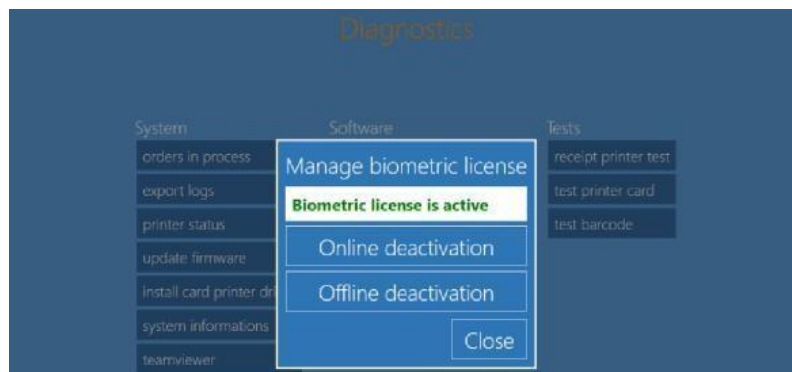 Diagnostics
System
orders in process
export logs
printer status
update firmware
install card printer dri
system informations
teamviewer
Software
Manage biometric license
Biometric license is active
Online deactivation
Offline deactivation
Close
Tests
receipt printer test
test printer card
test barcode